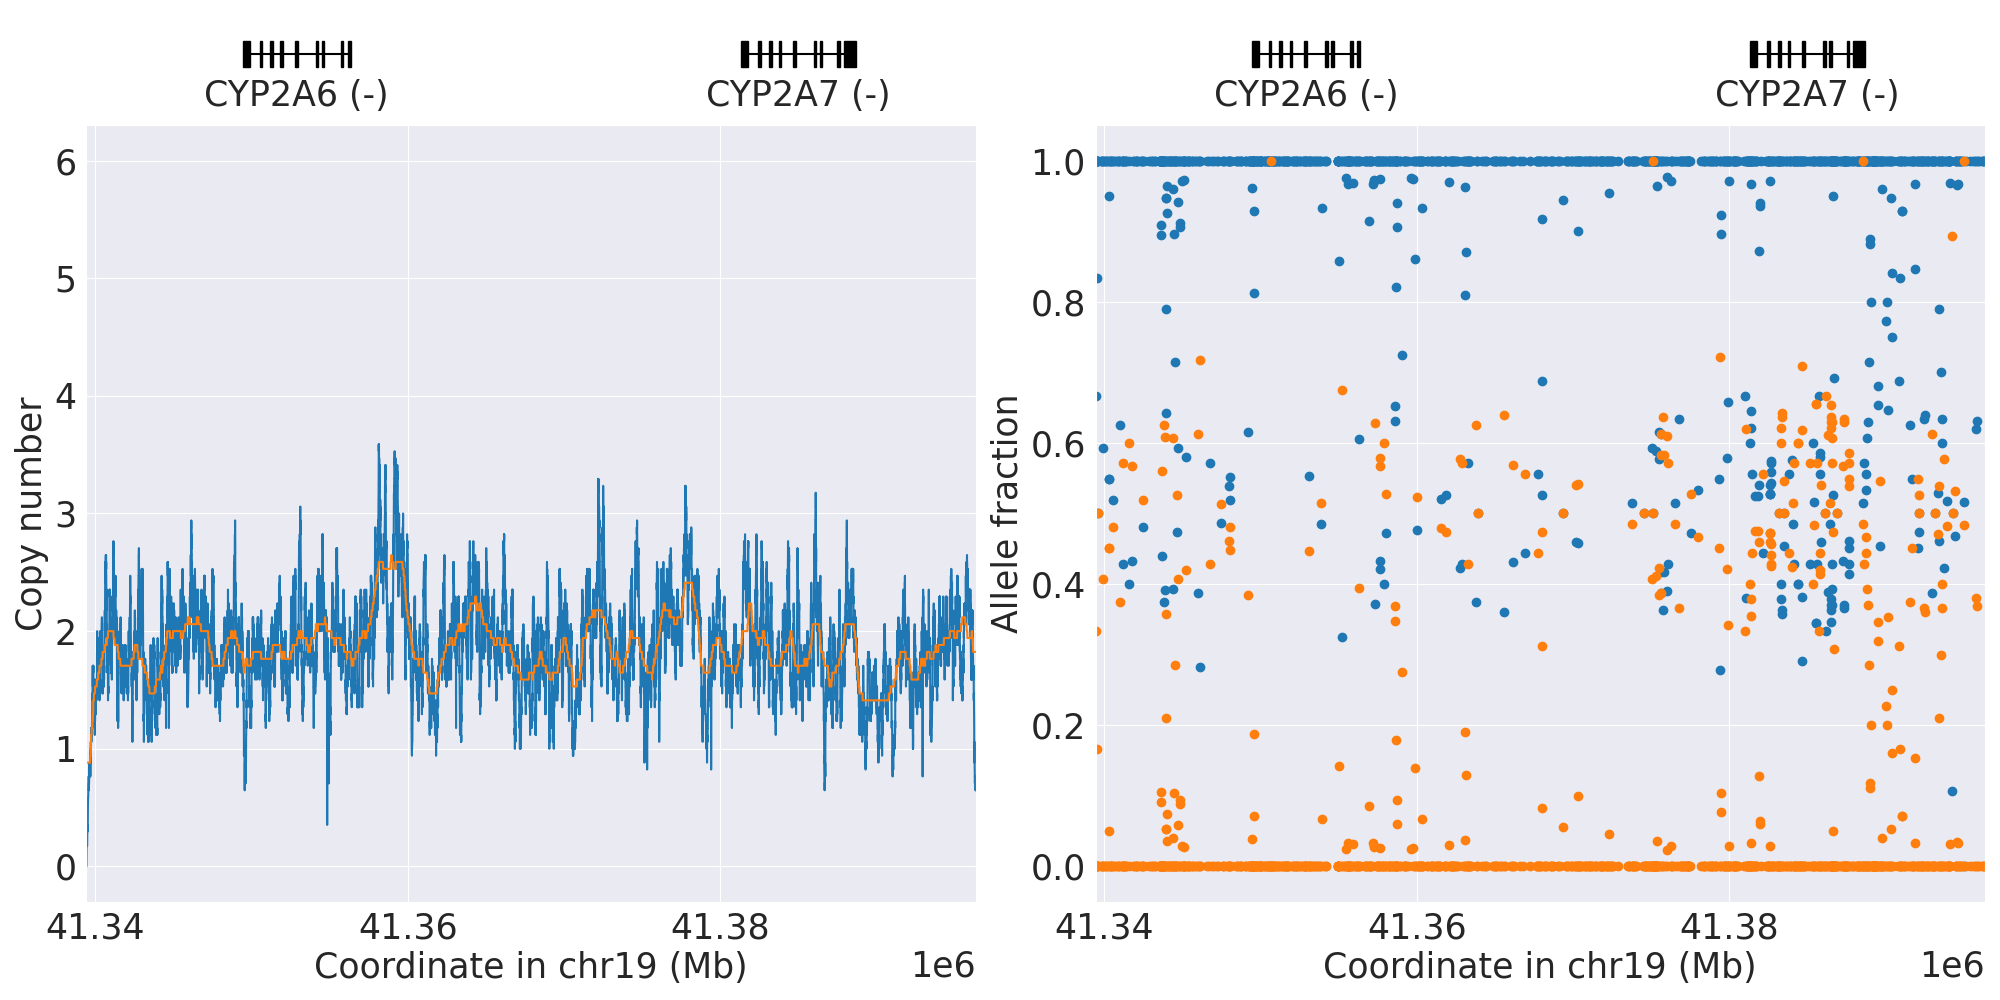 CYP2A6 (-)
CYP2A7 (-)
CYP2A6 (-)
CYP2A7 (-)
6
5
4
3
2
1
0
Copy number
41.34
41.36
41.38
Coordinate in chr19 (Mb)
1e6
1.0
0.8
0.6
0.4
0.2
0.0
Allele fraction
41.34
41.36
41.38
Coordinate in chr19 (Mb)
1e6